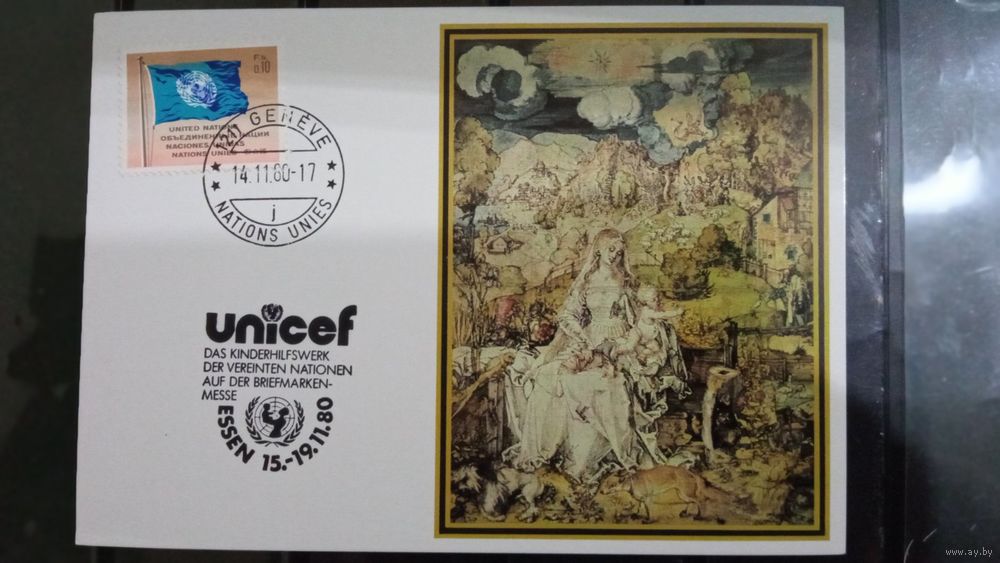 F.s.
0,10
UNITED NATIONS
ОБЪЕДИНЕННЫЕ НАЦИИ
NACIONES UNIDAS
NATIONS UNIES
GENÈVE
14.11.80-17
j
NATIONS UNIES
unicef
DAS KINDERHILFSWERK
DER VEREINTEN NATIONEN
AUF DER BRIEFMARKEN-
MESSE
ESSEN 15.-19.11.80
www.ay.by